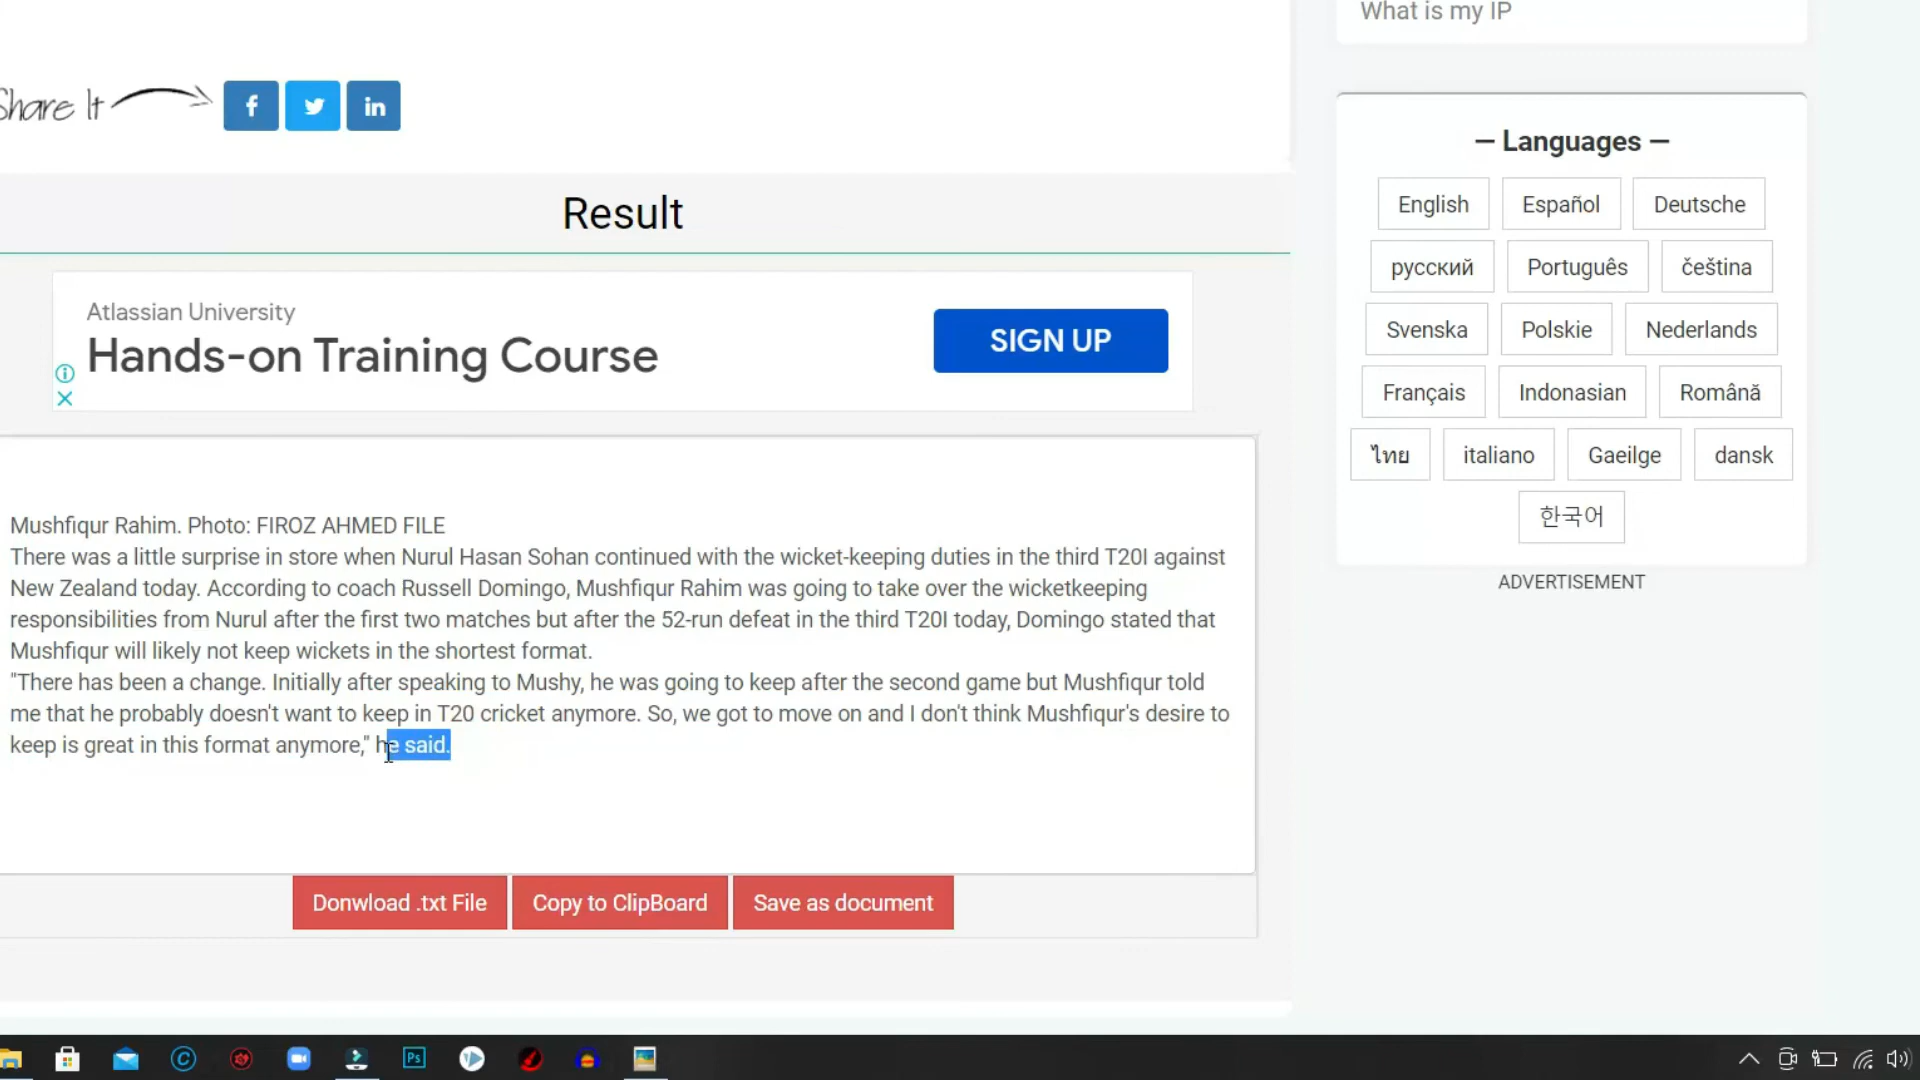 What is my IP
Share It
f
in
Result
Atlassian University
Hands-on Training Course
SIGN UP
Mushfiqur Rahim. Photo: FIROZ AHMED FILE
There was a little surprise in store when Nurul Hasan Sohan continued with the wicket-keeping duties in the third T20I against
New Zealand today. According to coach Russell Domingo, Mushfiqur Rahim was going to take over the wicketkeeping
responsibilities from Nurul after the first two matches but after the 52-run defeat in the third T20I today, Domingo stated that
Mushfiqur will likely not keep wickets in the shortest format.
"There has been a change. Initially after speaking to Mushy, he was going to keep after the second game but Mushfiqur told
me that he probably doesn't want to keep in T20 cricket anymore. So, we got to move on and I don't think Mushfiqur's desire to
keep is great in this format anymore," he said.
Donwload .txt File
Copy to ClipBoard
Save as document
— Languages —
English
Español
Deutsche
русский
Português
čeština
Svenska
Polskie
Nederlands
Français
Indonasian
Română
ไทย
italiano
Gaeilge
dansk
한국어
ADVERTISEMENT
Ps